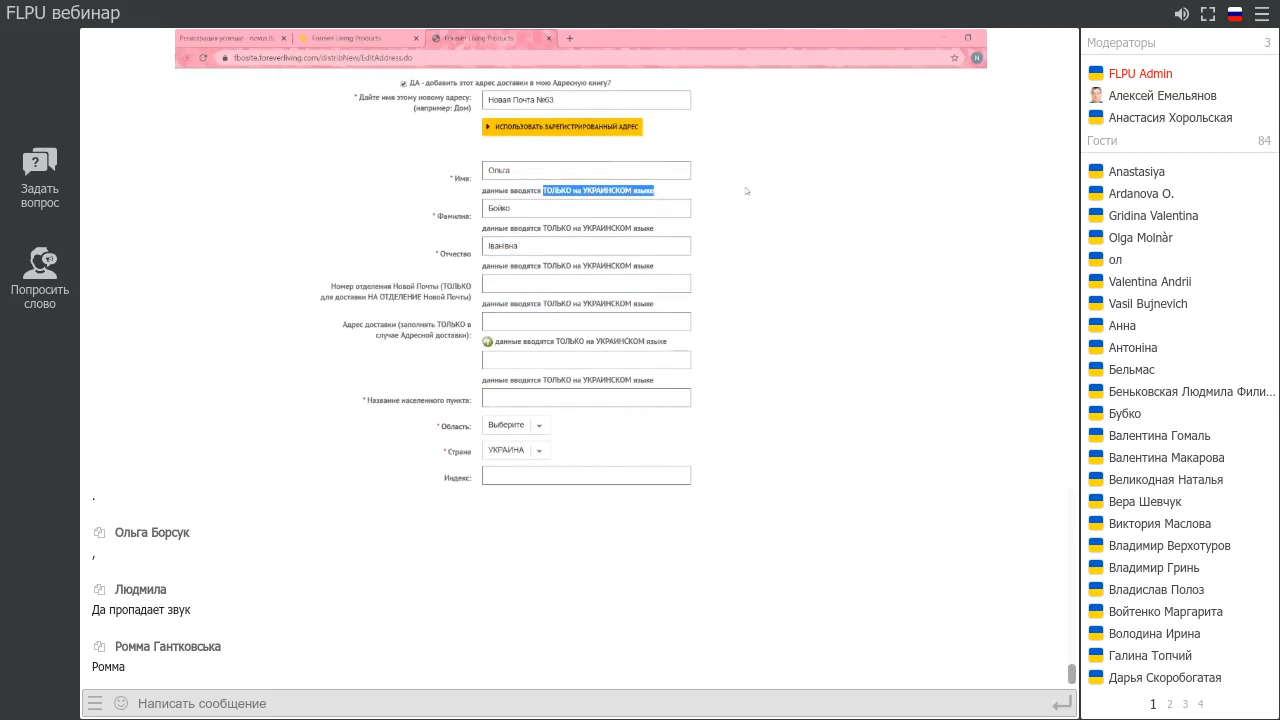 FLPU вебинар
Задать
вопрос
Попросить
слово
Forever Living Products
Forever Living Products
fbosite.foreverliving.com/distribNew/EditAddress.do
N
ДА - добавить этот адрес доставки в мою Адресную книгу?
* Дайте имя этому новому адресу:
(например: Дом)
Новая Почта №63
ИСПОЛЬЗОВАТЬ ЗАРЕГИСТРИРОВАННЫЙ АДРЕС
* Имя:
Ольга
данные вводятся ТОЛЬКО на УКРАИНСКОМ языке
* Фамилия:
Бойко
данные вводятся ТОЛЬКО на УКРАИНСКОМ языке
* Отчество
Іванівна
данные вводятся ТОЛЬКО на УКРАИНСКОМ языке
Номер отделения Новой Почты (ТОЛЬКО
для доставки НА ОТДЕЛЕНИЕ Новой Почты)
данные вводятся ТОЛЬКО на УКРАИНСКОМ языке
Адрес доставки (заполнять ТОЛЬКО в
случае Адресной доставки):
данные вводятся ТОЛЬКО на УКРАИНСКОМ языке
данные вводятся ТОЛЬКО на УКРАИНСКОМ языке
* Название населенного пункта:
* Область:
Выберите
* Страна
УКРАИНА
Индекс:
.
Ольга Борсук
,
Людмила
Да пропадает звук
Ромма Гантковська
Ромма
Написать сообщение
Модераторы 3
FLPU Admin
Алексей Емельянов
Анастасия Хорольская
Гости 84
Anastasiya
Ardanova O.
Gridina Valentina
Olga Molnàr
ол
Valentina Andrii
Vasil Bujnevich
Анна
Антоніна
Бельмас
Беньковская Людмила Фили...
Бубко
Валентина Гомаль
Валентина Макарова
Великодная Наталья
Вера Шевчук
Виктория Маслова
Владимир Верхотуров
Владимир Гринь
Владислав Полоз
Войтенко Маргарита
Володина Ирина
Галина Топчий
Дарья Скоробогатая
1 2 3 4